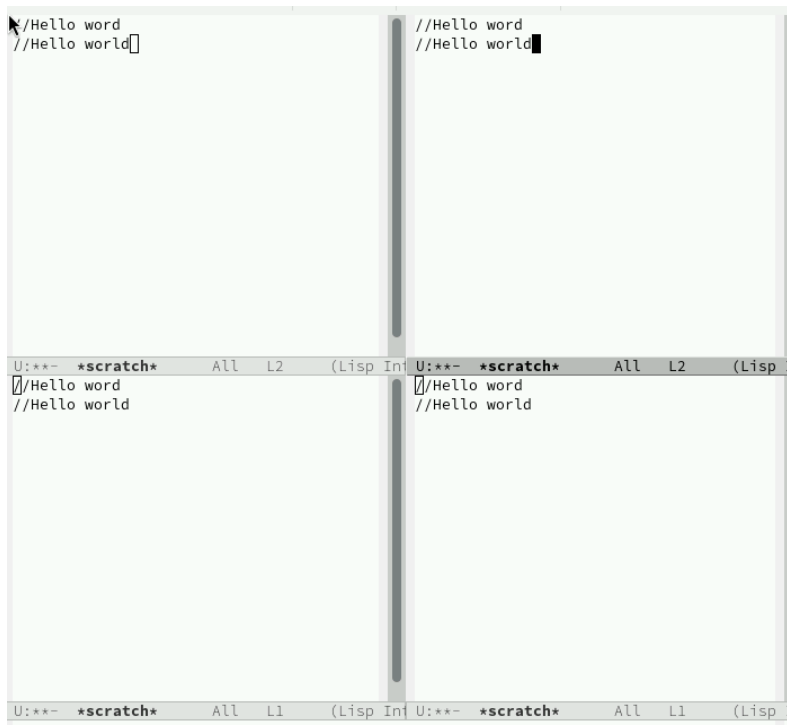 //Hello word
//Hello world
U:**-  *scratch*      All   L2     (Lisp Int
//Hello word
//Hello world
U:**-  *scratch*      All   L2     (Lisp
//Hello word
//Hello world
U:**-  *scratch*      All   L1     (Lisp Int
//Hello word
//Hello world
U:**-  *scratch*      All   L1     (Lisp